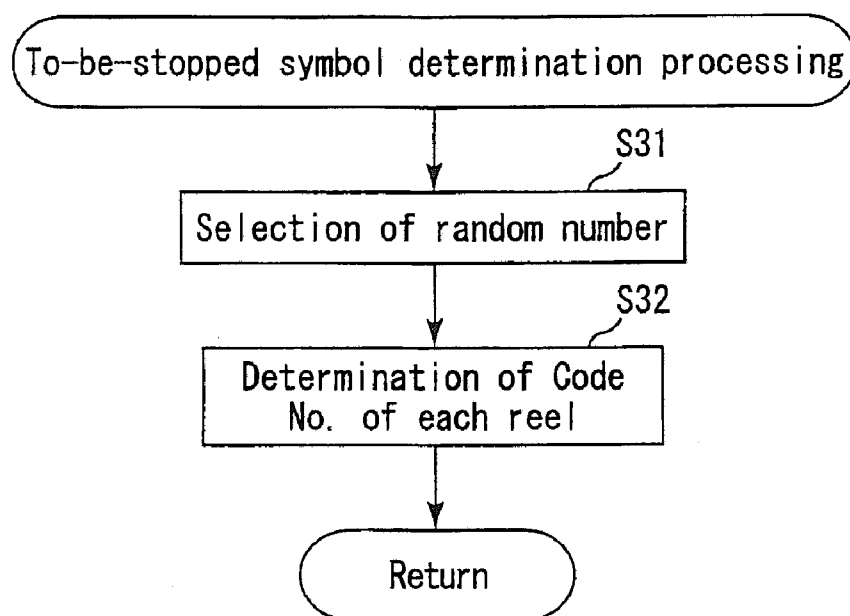 To-be-stopped symbol determination processing
S31
Selection of random number
S32
Determination of Code
No. of each reel
Return